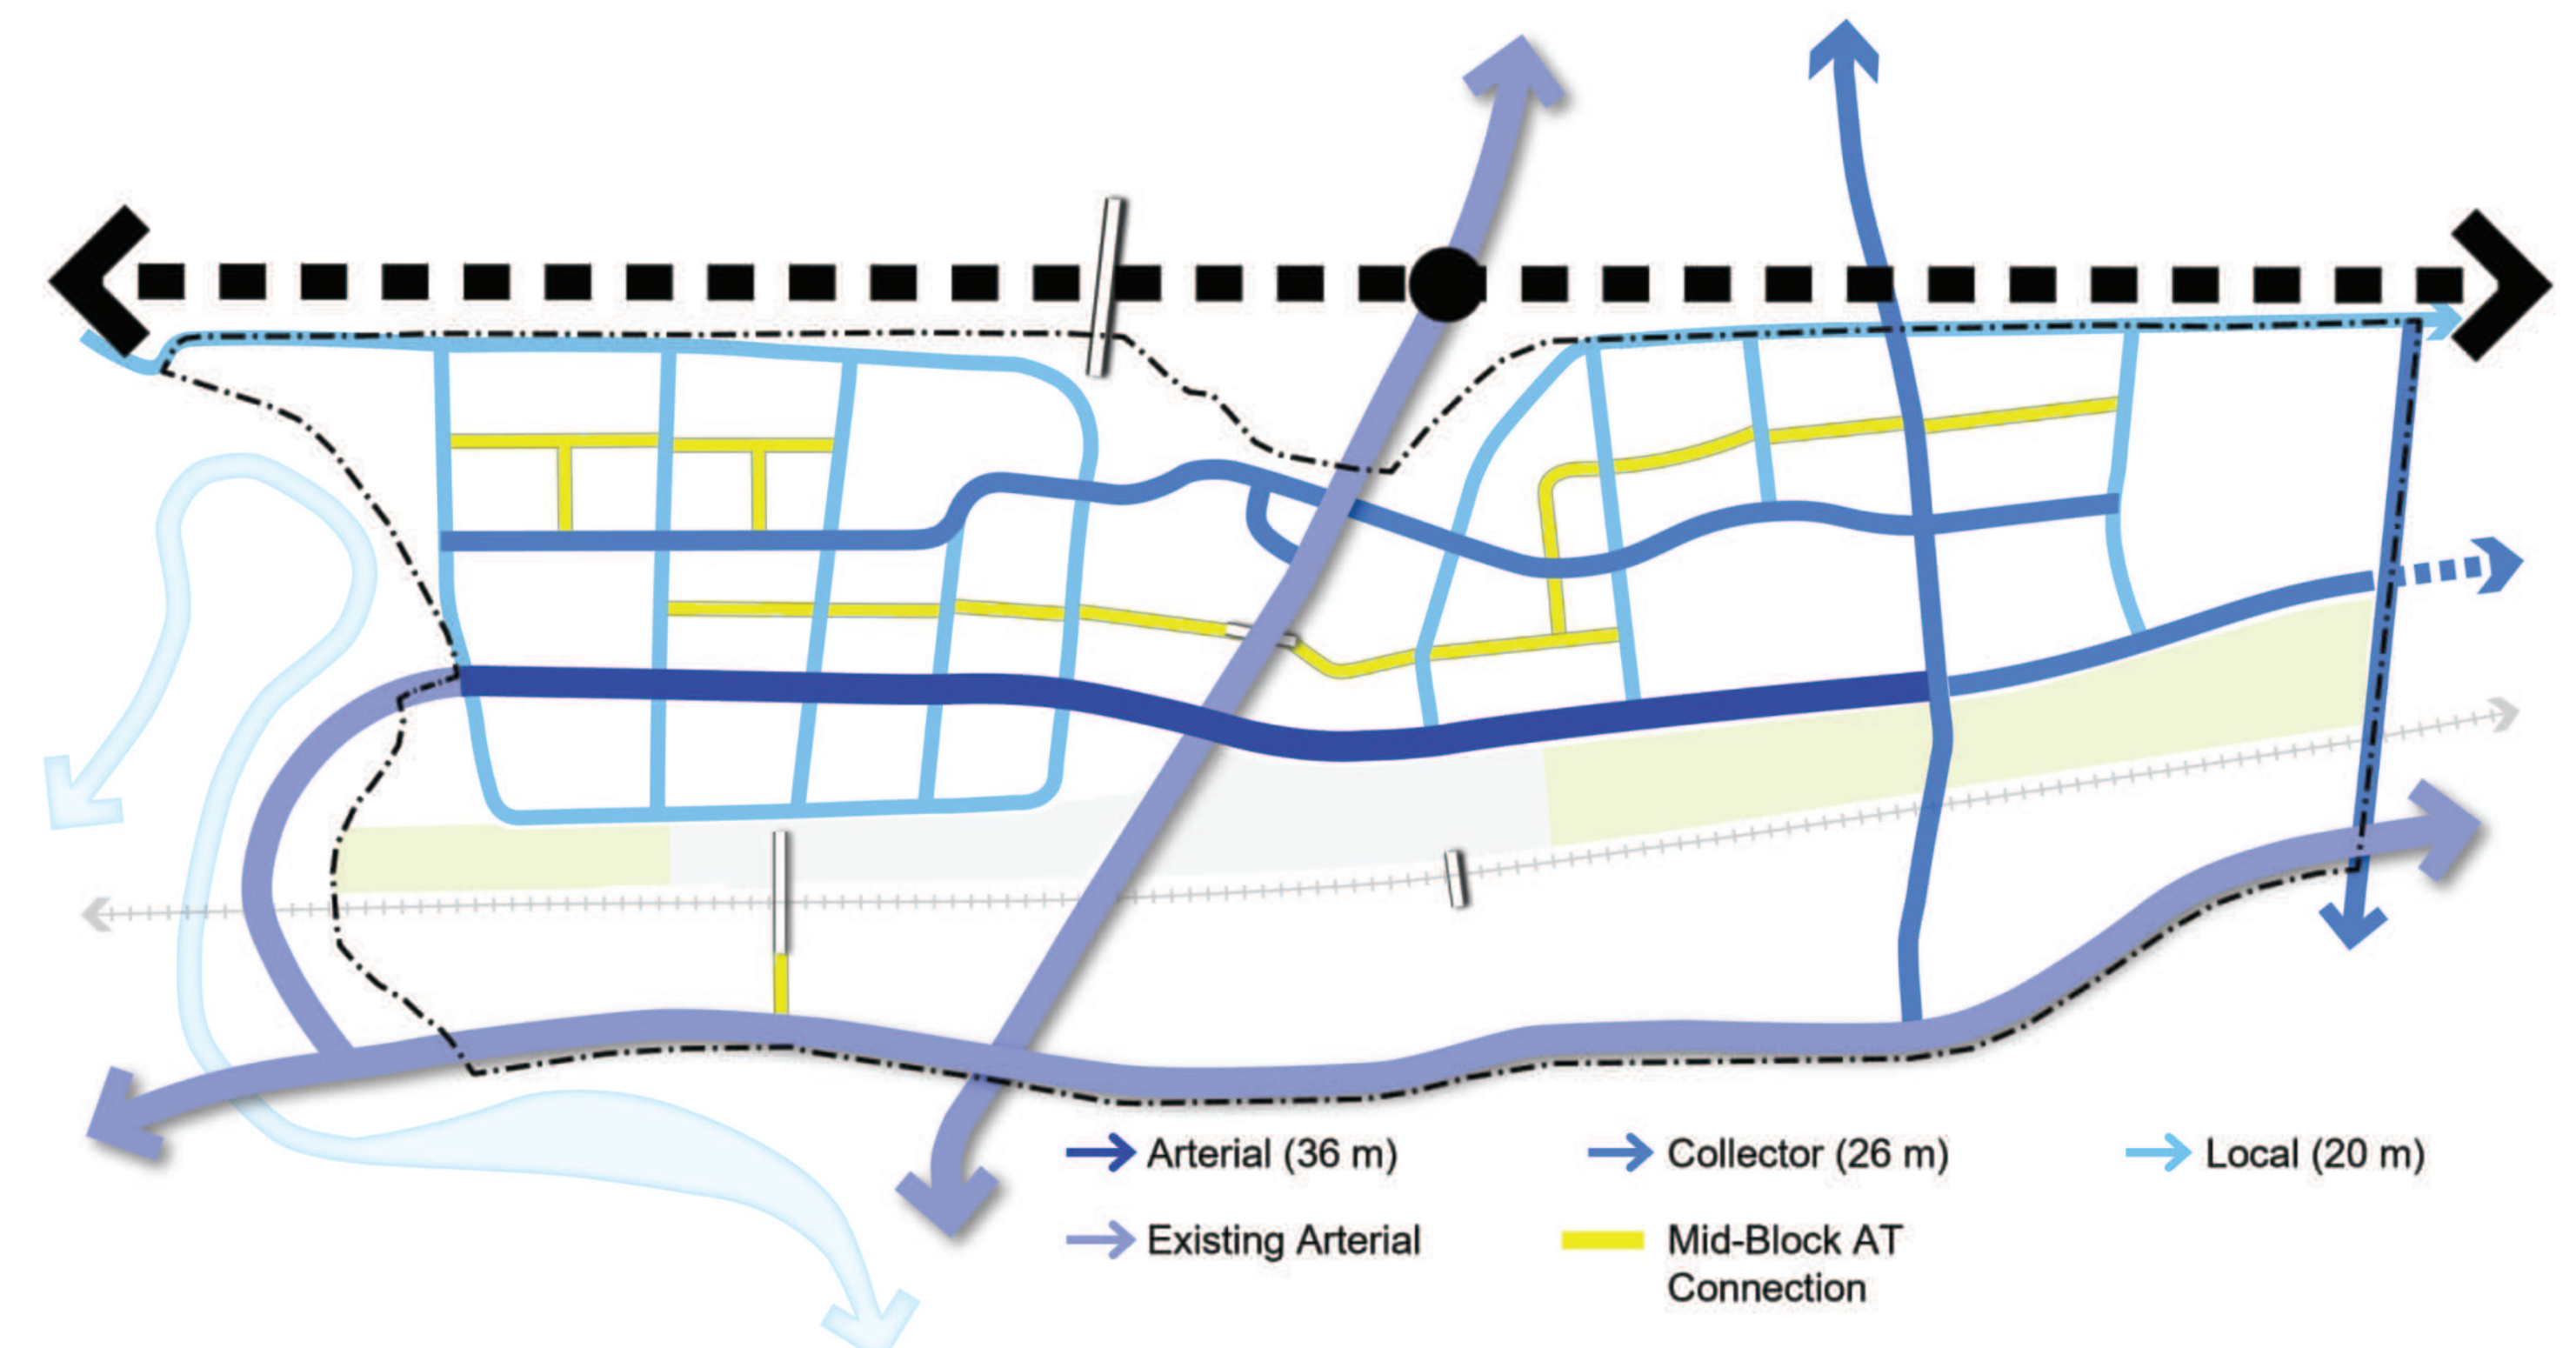 Arterial (36 m)
Collector (26 m)
Local (20 m)
Existing Arterial
Mid-Block AT
Connection